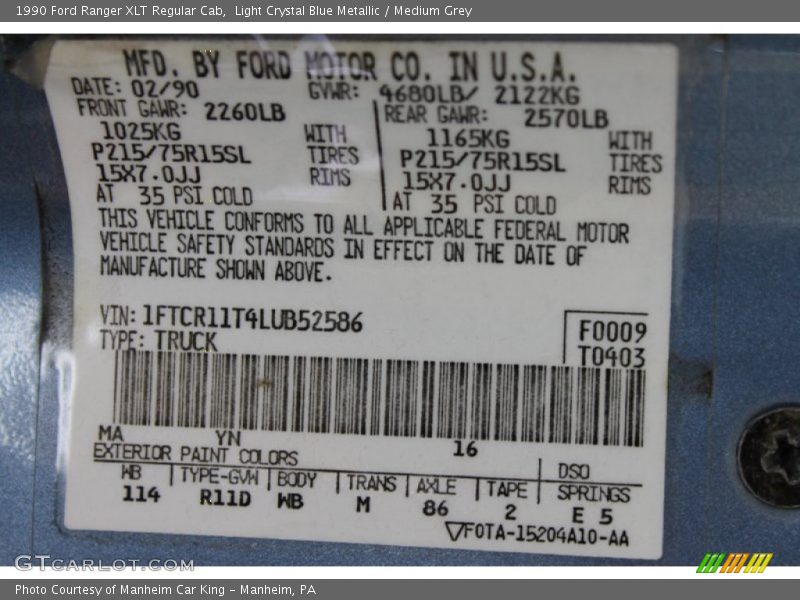 1990 Ford Ranger XLT Regular Cab, Light Crystal Blue Metallic / Medium Grey
MFD. BY FORD MOTOR CO. IN U.S.A.
DATE: 02/90 GVWR: 4680LB/ 2122KG
FRONT GAWR: 2260LB REAR GAWR: 2570LB
1025KG WITH 1165KG WITH
P215/75R15SL TIRES P215/75R15SL TIRES
15X7.0JJ RIMS 15X7.0JJ RIMS
AT 35 PSI COLD AT 35 PSI COLD
THIS VEHICLE CONFORMS TO ALL APPLICABLE FEDERAL MOTOR
VEHICLE SAFETY STANDARDS IN EFFECT ON THE DATE OF
MANUFACTURE SHOWN ABOVE.
VIN: 1FTCR11T4LUB52586 F0009
TYPE: TRUCK T0403
MA YN 16
EXTERIOR PAINT COLORS DSO
WB TYPE-GVW BODY TRANS AXLE TAPE SPRINGS
114 R11D WB M 86 2 E 5
▽F0TA-15204A10-AA
GTCarLot.com
Photo Courtesy of Manheim Car King - Manheim, PA